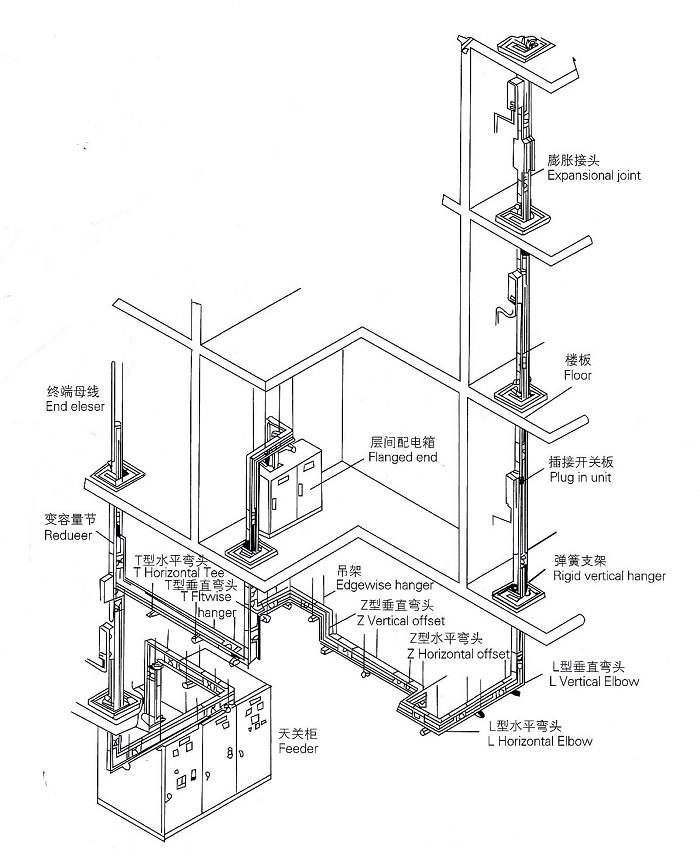 膨胀接头
Expansional joint
楼板
Floor
终端母线
End eleser
层间配电箱
Flanged end
插接开关板
Plug in unit
变容量节
Redueer
T型水平弯头
T Horizontal Tee
T型垂直弯头
T Fltwise
hanger
吊架
Edgewise hanger
弹簧支架
Rigid vertical hanger
Z型垂直弯头
Z Vertical offset
Z型水平弯头
Z Horizontal offset
L型垂直弯头
L Vertical Elbow
L型水平弯头
L Horizontal Elbow
天关柜
Feeder